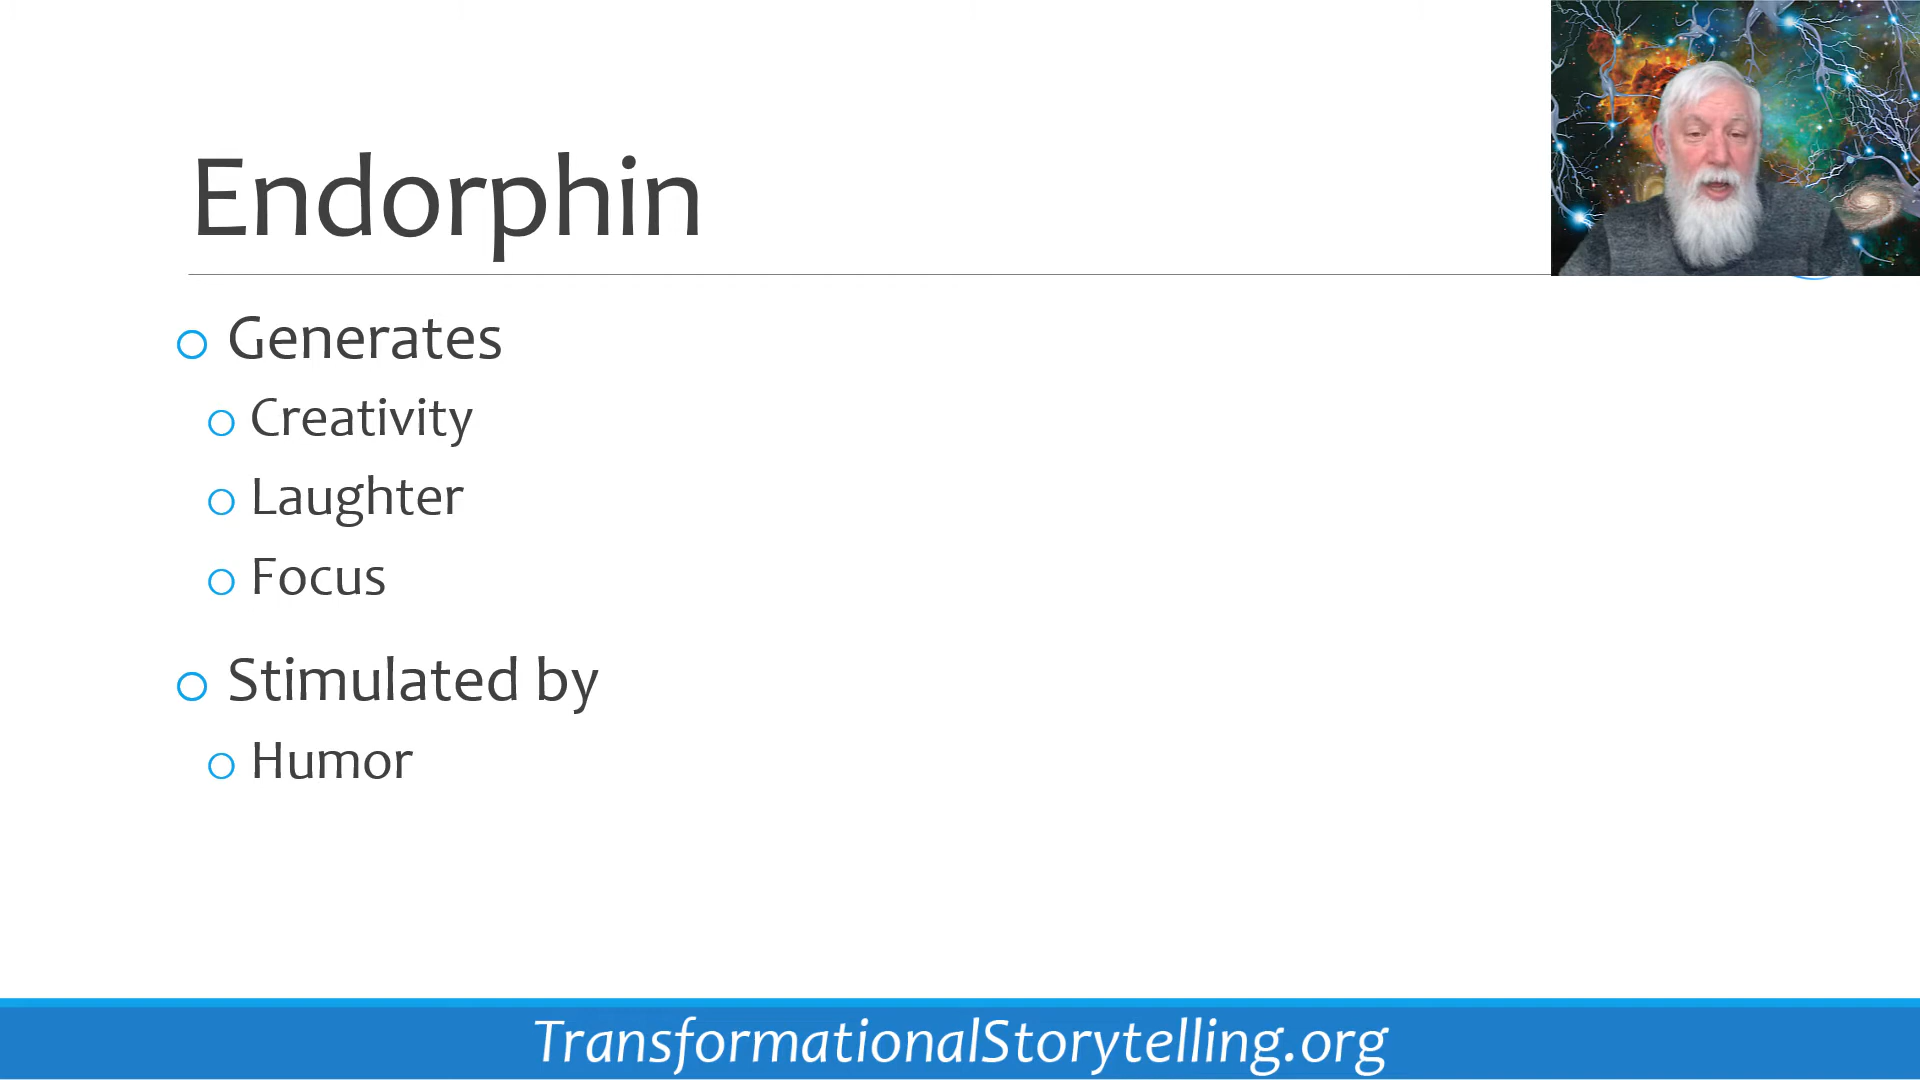 Endorphin
Generates
Creativity
Laughter
Focus
Stimulated by
Humor
TransformationalStorytelling.org